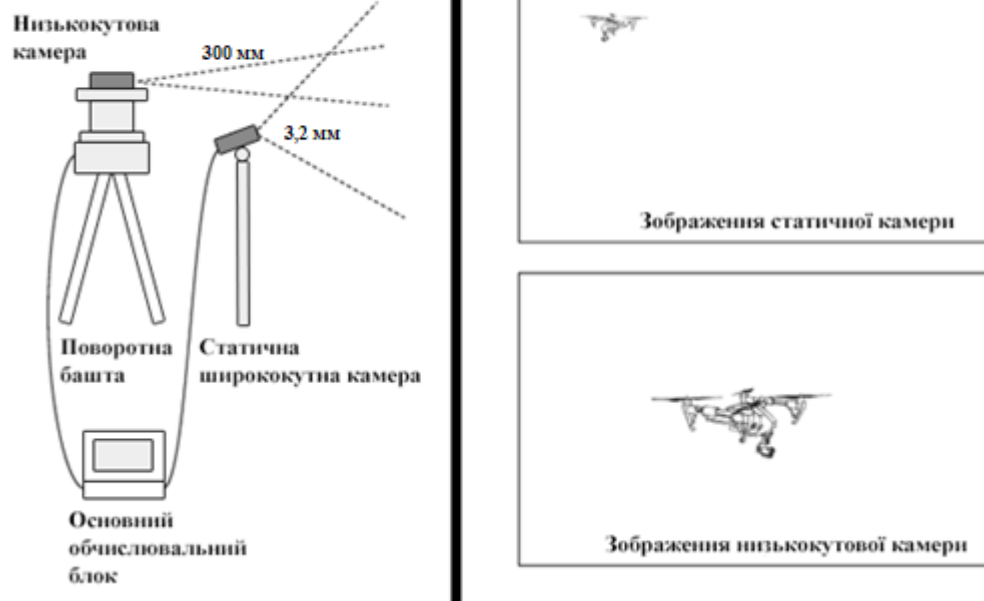 Низькокутова
камера
300 мм
3,2 мм
Поворотна
башта
Статична
ширококутна камера
Основний
обчислювальний
блок
Зображення статичної камери
Зображення низькокутової камери